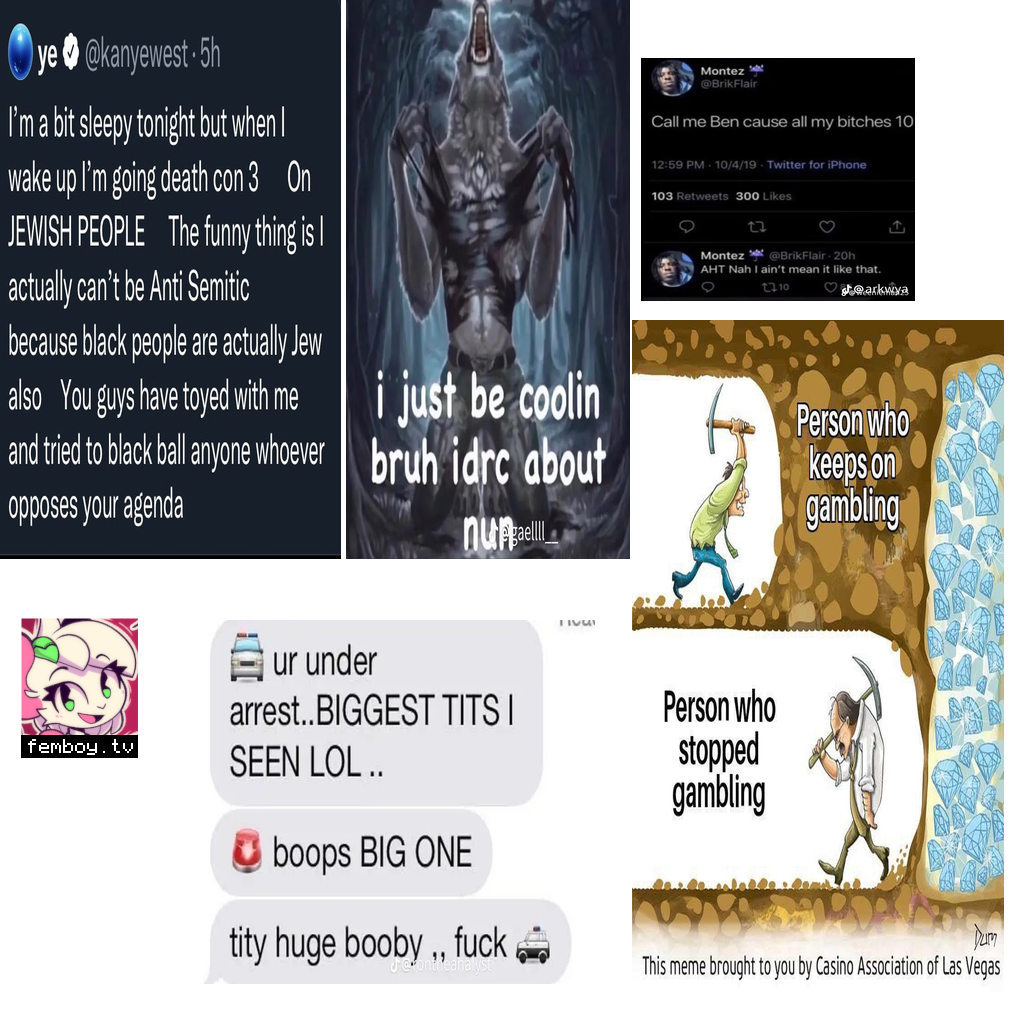 ye @kanyewest · 5h
I'm a bit sleepy tonight but when I
wake up I'm going death con 3 On
JEWISH PEOPLE The funny thing is I
actually can't be Anti Semitic
because black people are actually Jew
also You guys have toyed with me
and tried to black ball anyone whoever
opposes your agenda
i just be coolin
bruh idrc about
nun
@gaellll__
Montez
@BrikFlair
Call me Ben cause all my bitches 10
12:59 PM · 10/4/19 · Twitter for iPhone
103 Retweets 300 Likes
Montez @BrikFlair · 20h
AHT Nah I ain't mean it like that.
10
@arkwya
Person who
keeps on
gambling
Person who
stopped
gambling
Dum
This meme brought to you by Casino Association of Las Vegas
femboy.tv
🚔 ur under
arrest..BIGGEST TITS I
SEEN LOL ..
🚨 boops BIG ONE
tity huge booby ,, fuck 🚓